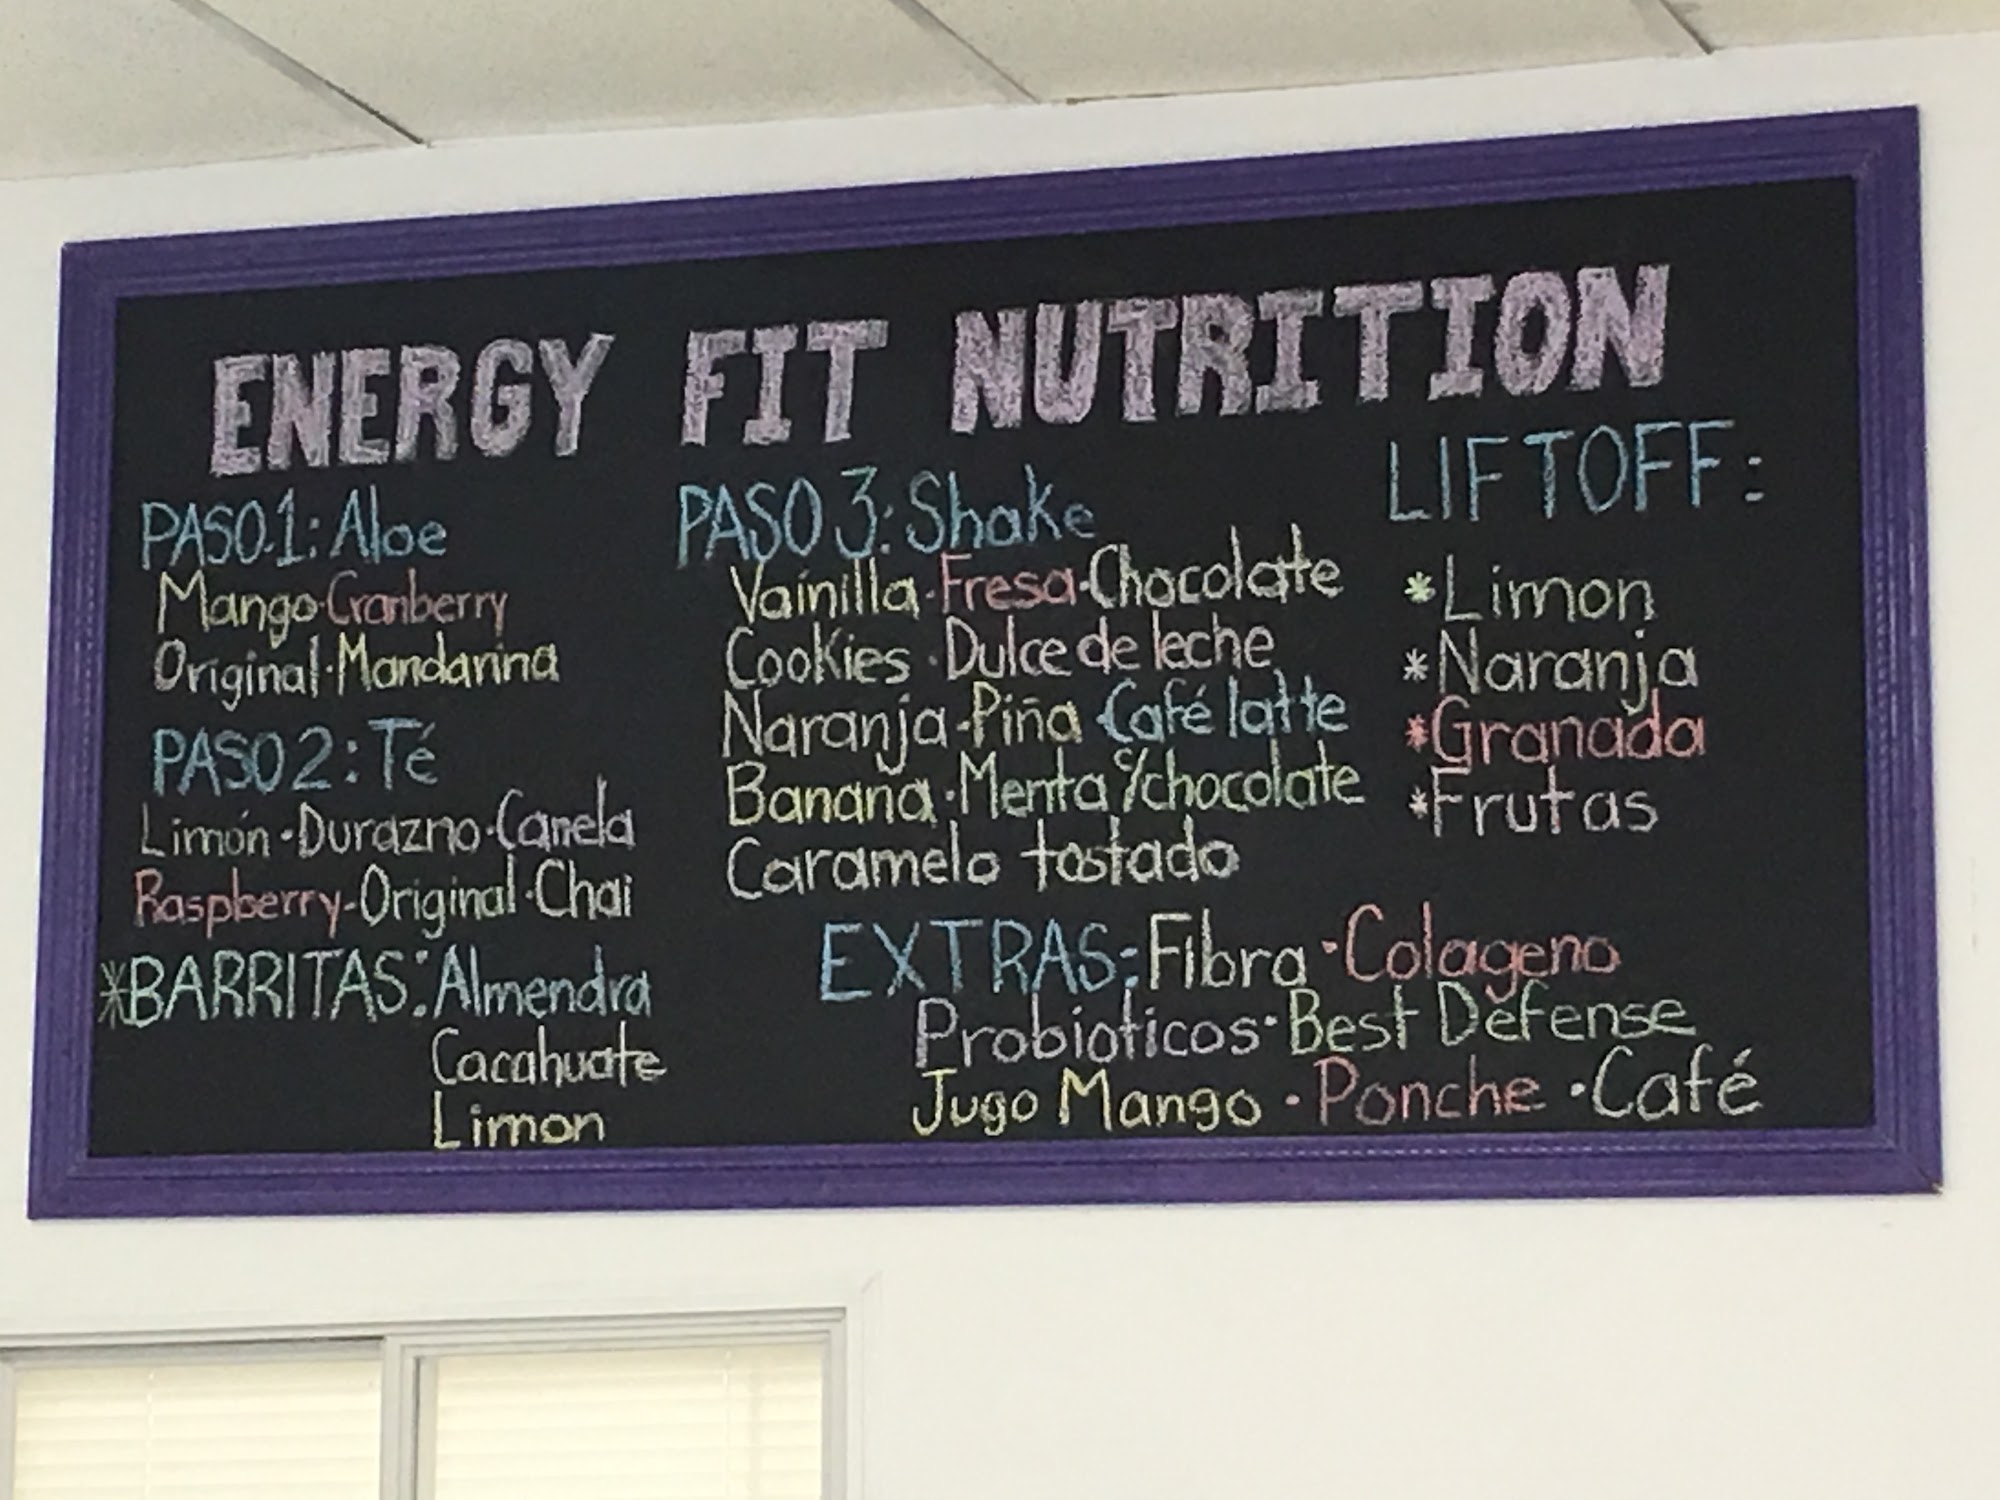 ENERGY FIT NUTRITION
PASO.1: Aloe
Mango·Cranberry
Original·Mandarina
PASO 2: Té
Limón·Durazno·Canela
Raspberry-Original·Chai
*BARRITAS: Almendra
Cacahuate
Limon
PASO 3: Shake
Vainilla·Fresa·Chocolate
Cookies·Dulce de leche
Naranja·Piña·Café latte
Banana·Menta c/chocolate
Caramelo tostado
LIFTOFF:
*Limon
*Naranja
*Granada
*Frutas
EXTRAS: Fibra·Colageno
Probioticos·Best Defense
Jugo Mango·Ponche·Café